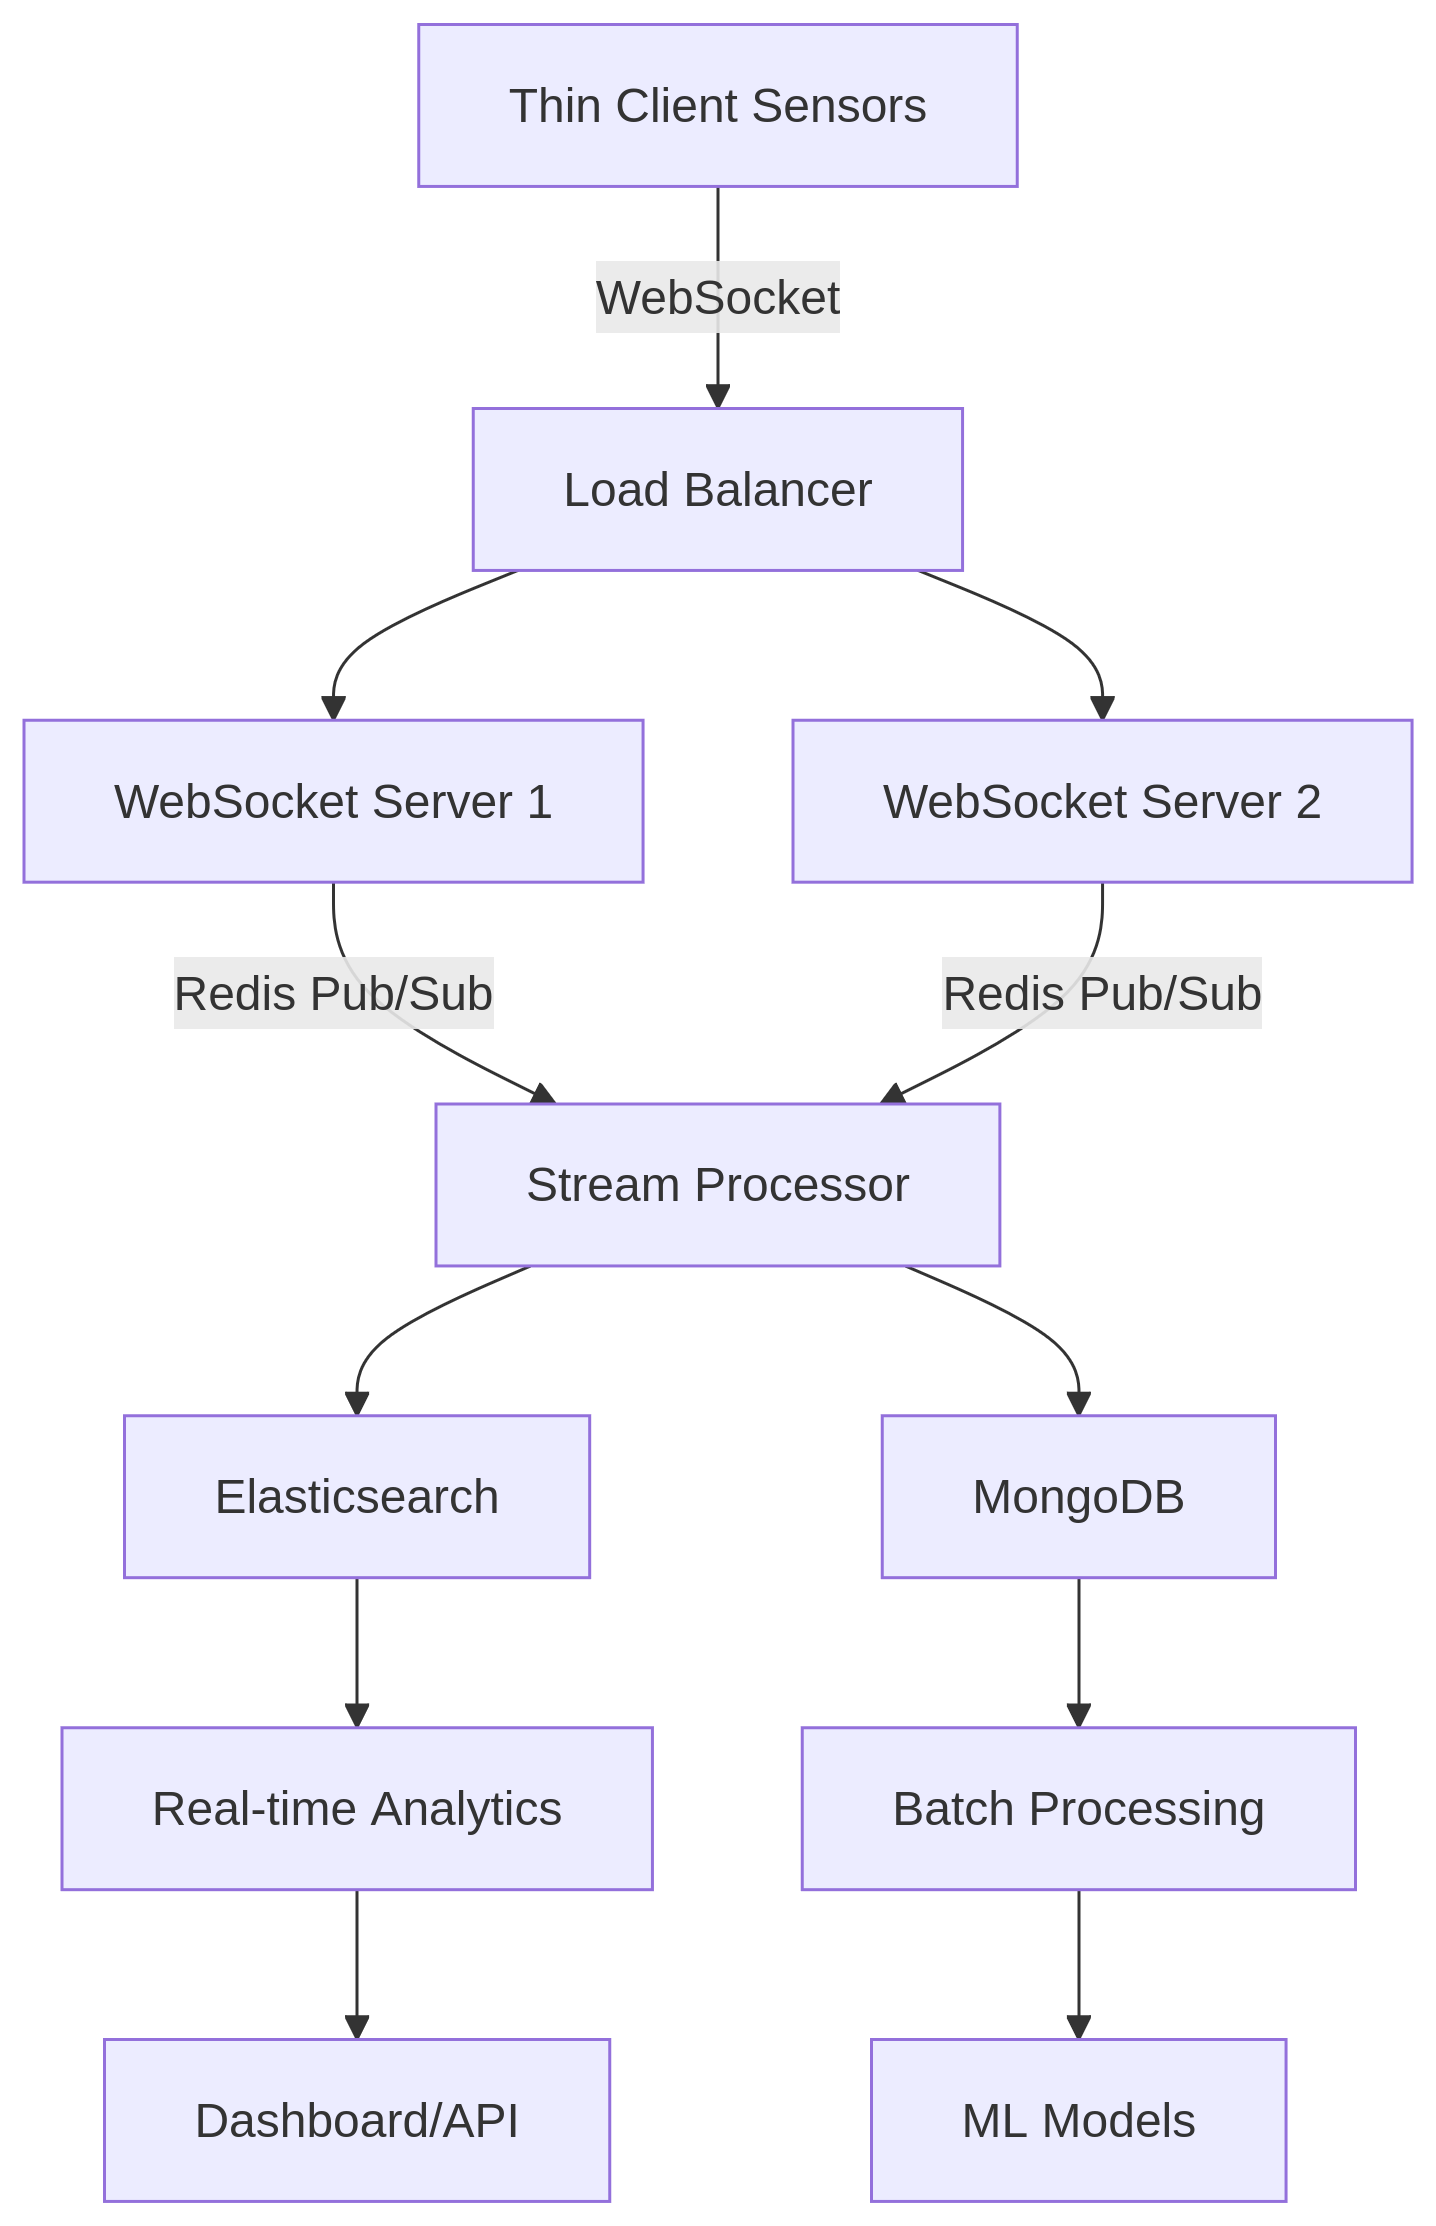 Thin Client Sensors
WebSocket
Load Balancer
WebSocket Server 1
WebSocket Server 2
Redis Pub/Sub
Redis Pub/Sub
Stream Processor
Elasticsearch
MongoDB
Real-time Analytics
Batch Processing
Dashboard/API
ML Models